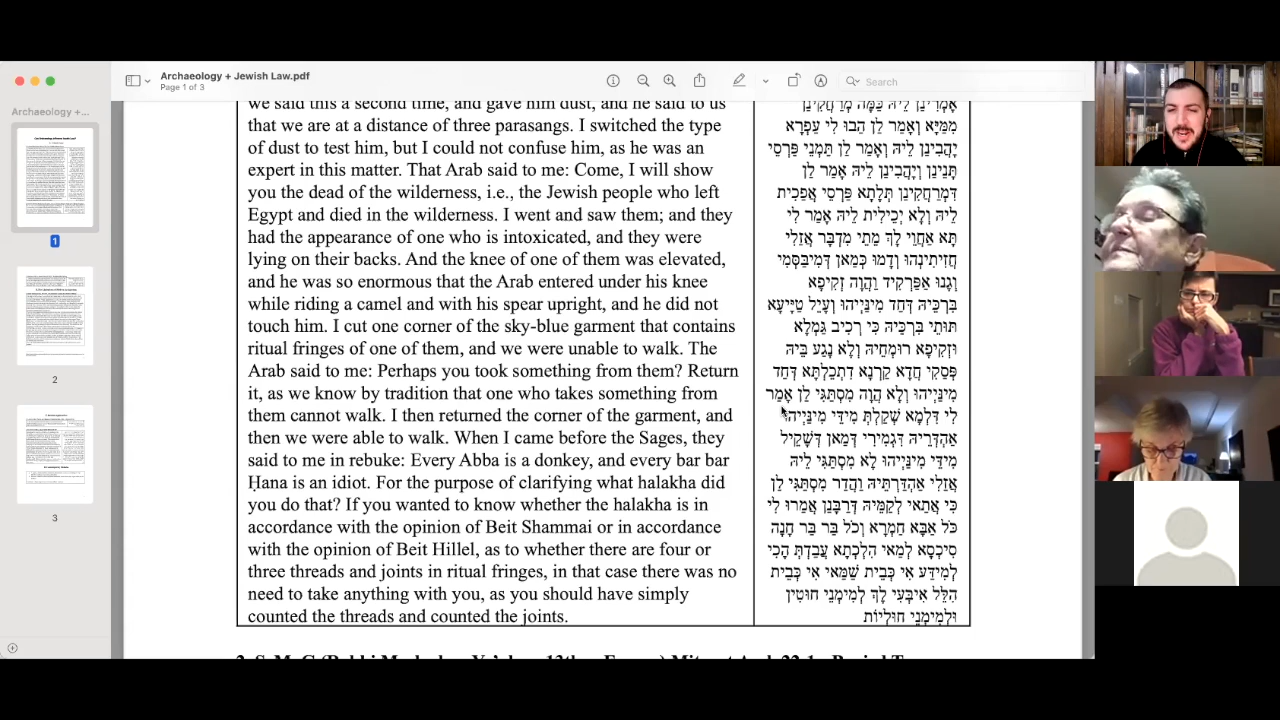 Archaeology + Jewish Law.pdf
Page 1 of 3
Search
Archaeology +...
1
2
3
we said this a second time, and gave him dust, and he said to us
that we are at a distance of three parasangs. I switched the type
of dust to test him, but I could not confuse him, as he was an
expert in this matter. That Arab said to me: Come, I will show
you the dead of the wilderness, i.e., the Jewish people who left
Egypt and died in the wilderness. I went and saw them; and they
had the appearance of one who is intoxicated, and they were
lying on their backs. And the knee of one of them was elevated,
and he was so enormous that the Arab entered under his knee
while riding a camel and with his spear upright, and he did not
touch him. I cut one corner of the sky-blue garment that contains
ritual fringes of one of them, and we were unable to walk. The
Arab said to me: Perhaps you took something from them? Return
it, as we know by tradition that one who takes something from
them cannot walk. I then returned the corner of the garment, and
then we were able to walk. When I came before the Sages, they
said to me in rebuke: Every Abba is a donkey, and every bar bar
Ḥana is an idiot. For the purpose of clarifying what halakha did
you do that? If you wanted to know whether the halakha is in
accordance with the opinion of Beit Shammai or in accordance
with the opinion of Beit Hillel, as to whether there are four or
three threads and joints in ritual fringes, in that case there was no
need to take anything with you, as you should have simply
counted the threads and counted the joints.
אָמְרִינַן לֵיהּ כַּמָּה מְרַחֲקִינַן
מִמַּיָּא וְאָמַר לַן הַבוּ לִי עַפְרָא
יָהֲבִינַן לֵיהּ וְאָמַר לַן תְּמָנֵי פַּרְסֵי
תָּנֵינַן וִיהַבִינַן לֵיהּ אֲמַר לַן
דִּמְרַחֲקִינַן תְּלָתָא פַּרְסֵי אֲפַכִית
לֵיהּ וְלָא יְכֵילִית לֵיהּ אֲמַר לִי
תָּא אַחְוֵי לָךְ מֵתֵי מִדְבָּר אֲזַלִי
חֲזִיתִינְהוּ וְדָמוּ כְּמַאן דְּמִיבַּסְּמִי
וְגָנוּ אַפַּרְקִיד וַהֲוָה זְקִיפָא
בִּרְכֵּיהּ דְּחַד מִינַּיְיהוּ וְעָיֵיל טַיָּיעָא
תּוּתֵי בִּרְכֵּיהּ כִּי רְכִיב גַּמְלָא
וּזְקִיפָא רוּמְחֵיהּ וְלָא נְגַע בֵּיהּ
פְּסַקִי חֲדָא קַרְנָא דִתְכֵלְתָּא דְּחַד
מִינַּיְיהוּ וְלָא הֲוָה מִסְתַּגִּי לַן אֲמַר
לִי דִּלְמָא שְׁקַלְתְּ מִידֵּי מִינַּיְיהוּ
אַהְדְּרֵיהּ דִּגְמִירִי דְּמַאן דְּשָׁקֵיל
מִידֵּי מִינַּיְיהוּ לָא מִסְתַּגִּי לֵיהּ
אֲזַלִי אַהְדַּרְתֵּיהּ וַהֲדַר מִסְתַּגִּי לַן
כִּי אֲתַאי לְקַמֵּיהּ דְּרַבָּנַן אֲמַרוּ לִי
כׇּל אַבָּא חֲמָרָא וְכׇל בַּר בַּר חָנָה
סִיכְסָא לְמַאי הִלְכְתָא עֲבַדְתְּ הָכִי
לְמֵידַע אִי כְּבֵית שַׁמַּאי אִי כְּבֵית
הִלֵּל אִיבְּעִי לָךְ לְמִימְנֵי חוּטִין
וּלְמִימְנֵי חוּלְיוֹת